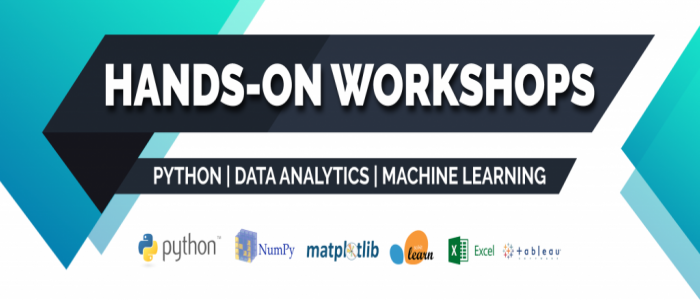 HANDS-ON WORKSHOPS
PYTHON | DATA ANALYTICS | MACHINE LEARNING
python™ NumPy matplotlib learn Excel tableau